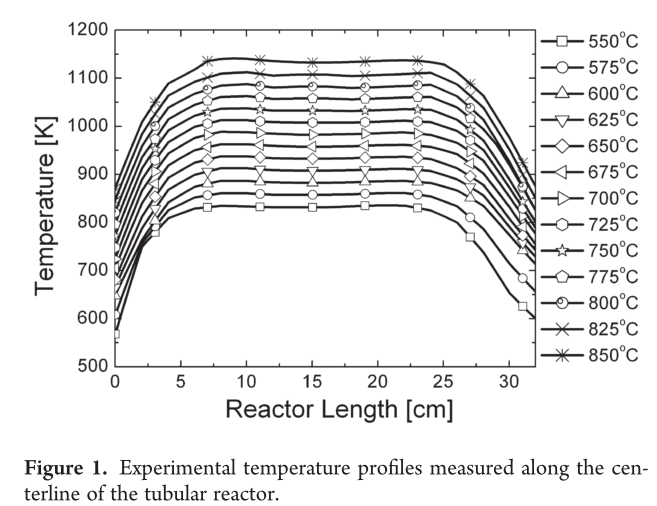 1200
1100
1000
900
800
700
600
500
Temperature [K]
0 5 10 15 20 25 30
Reactor Length [cm]
550°C
575°C
600°C
625°C
650°C
675°C
700°C
725°C
750°C
775°C
800°C
825°C
850°C
Figure 1. Experimental temperature profiles measured along the cen-
terline of the tubular reactor.